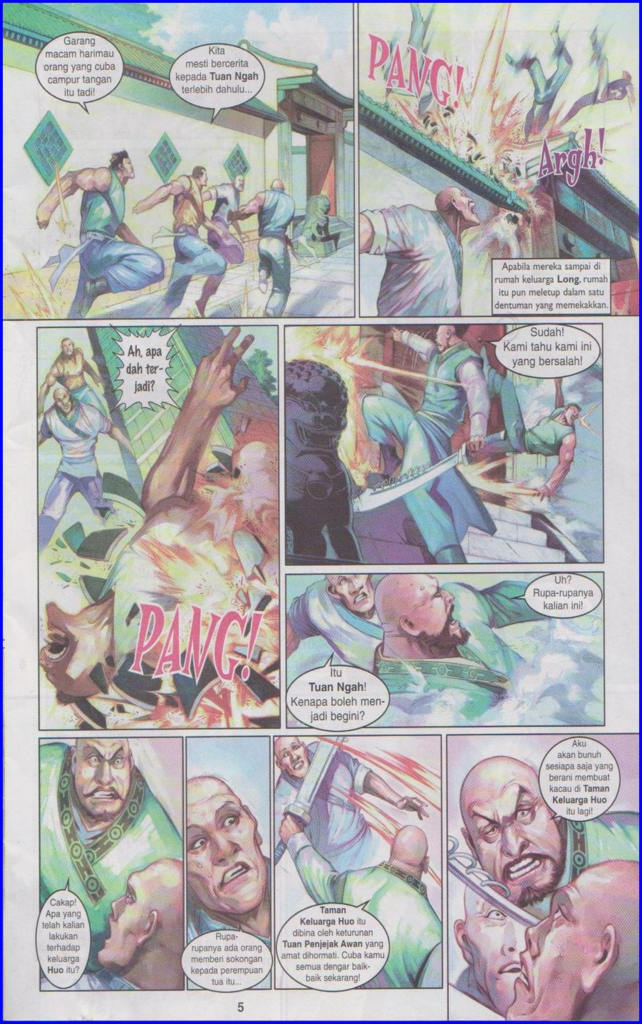 Garang
macam harimau
orang yang cuba
campur tangan
itu tadi!
Kita
mesti bercerita
kepada Tuan Ngah
terlebih dahulu...
PANG!
Argh!
Apabila mereka sampai di
rumah keluarga Long, rumah
itu pun meletup dalam satu
dentuman yang memekakkan.
Ah, apa
dah ter-
jadi?
PANG!
Sudah!
Kami tahu kami ini
yang bersalah!
Uh?
Rupa-rupanya
kalian ini!
Itu
Tuan Ngah!
Kenapa boleh men-
jadi begini?
Cakap!
Apa yang
telah kalian
lakukan
terhadap
keluarga
Huo itu?
Rupa-
rupanya ada orang
memberi sokongan
kepada perempuan
tua itu...
Taman
Keluarga Huo itu
dibina oleh keturunan
Tuan Penjejak Awan yang
amat dihormati. Cuba kamu
semua dengar baik-
baik sekarang!
Aku
akan bunuh
sesiapa saja yang
berani membuat
kacau di Taman
Keluarga Huo
itu lagi!
5